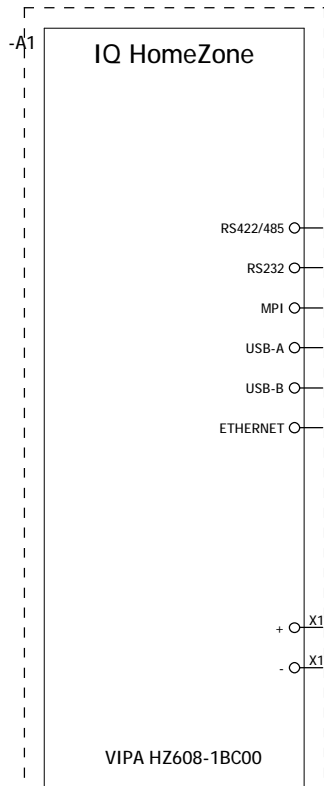 -A1
IQ HomeZone
RS422/485
RS232
MPI
USB-A
USB-B
ETHERNET
+ X1
- X1
VIPA HZ608-1BC00